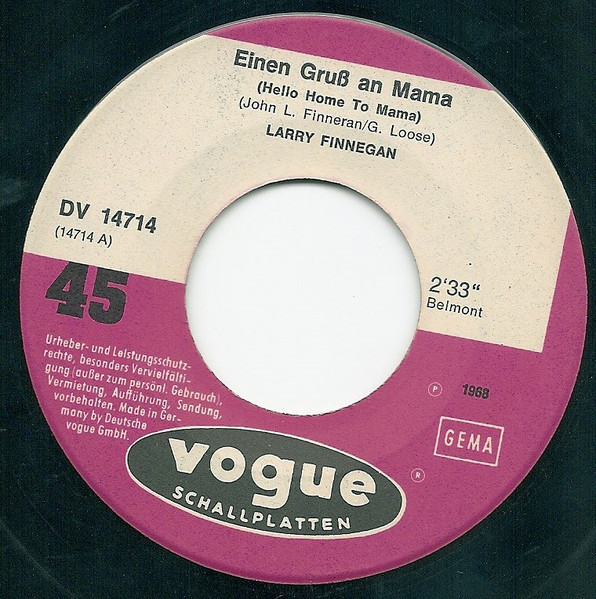 Einen Gruß an Mama
(Hello Home To Mama)
(John L. Finneran/G. Loose)
LARRY FINNEGAN
DV 14714
(14714 A)
45
2'33"
Belmont
Urheber- und Leistungsschutz-
rechte, besonders Vervielfälti-
gung (außer zum persönl. Gebrauch),
Vermietung, Aufführung, Sendung,
vorbehalten. Made in Ger-
many by Deutsche
vogue GmbH.
Ⓟ 1968
GEMA
vogue
SCHALLPLATTEN
®